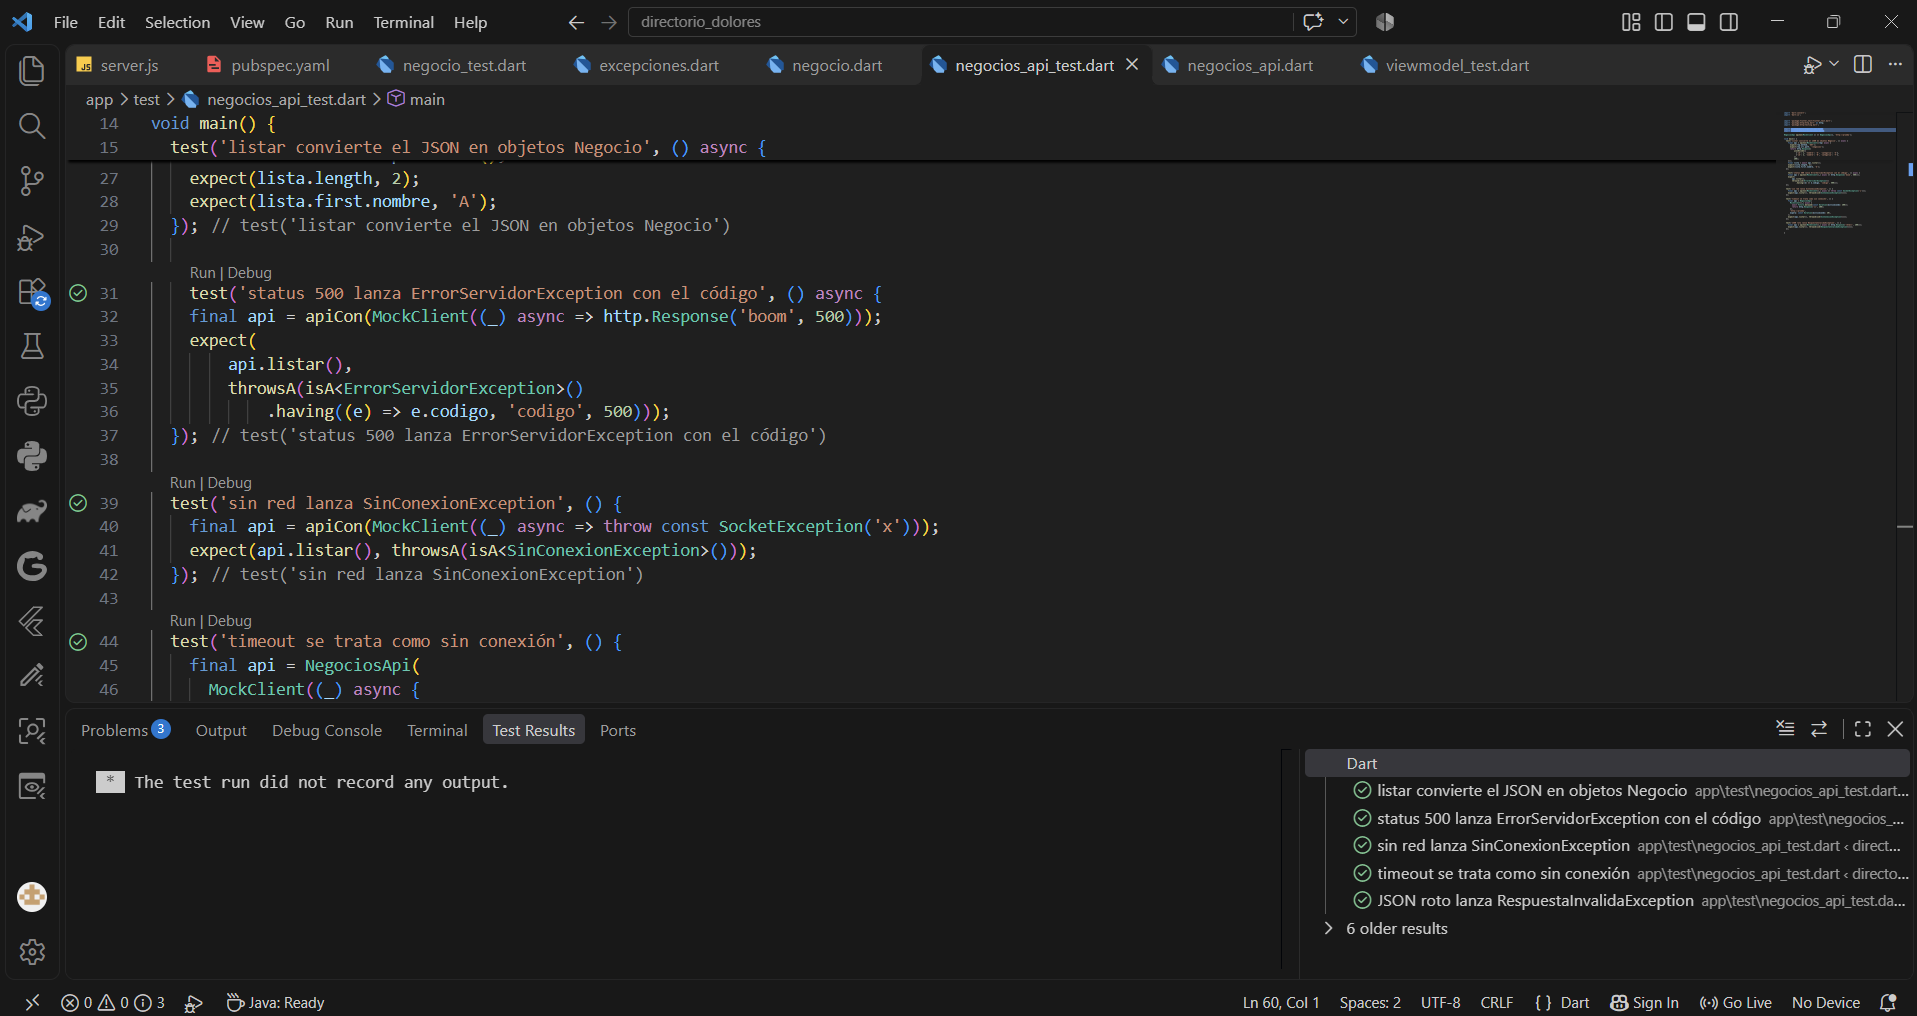 File Edit Selection View Go Run Terminal Help
directorio_dolores
JS server.js
pubspec.yaml
negocio_test.dart
excepciones.dart
negocio.dart
negocios_api_test.dart
negocios_api.dart
viewmodel_test.dart
app > test > negocios_api_test.dart > main
14 void main() {
15 test('listar convierte el JSON en objetos Negocio', () async {
27 expect(lista.length, 2);
28 expect(lista.first.nombre, 'A');
29 }); // test('listar convierte el JSON en objetos Negocio')
30
Run | Debug
31 test('status 500 lanza ErrorServidorException con el código', () async {
32 final api = apiCon(MockClient((_) async => http.Response('boom', 500)));
33 expect(
34 api.listar(),
35 throwsA(isA<ErrorServidorException>()
36 .having((e) => e.codigo, 'codigo', 500)));
37 }); // test('status 500 lanza ErrorServidorException con el código')
38
Run | Debug
39 test('sin red lanza SinConexionException', () {
40 final api = apiCon(MockClient((_) async => throw const SocketException('x')));
41 expect(api.listar(), throwsA(isA<SinConexionException>()));
42 }); // test('sin red lanza SinConexionException')
43
Run | Debug
44 test('timeout se trata como sin conexión', () {
45 final api = NegociosApi(
46 MockClient((_) async {
Problems 3 Output Debug Console Terminal Test Results Ports
* The test run did not record any output.
Dart
listar convierte el JSON en objetos Negocio app\test\negocios_api_test.dart...
status 500 lanza ErrorServidorException con el código app\test\negocios_...
sin red lanza SinConexionException app\test\negocios_api_test.dart ‹ direct...
timeout se trata como sin conexión app\test\negocios_api_test.dart ‹ directo...
JSON roto lanza RespuestaInvalidaException app\test\negocios_api_test.da...
6 older results
0 0 3 Java: Ready Ln 60, Col 1 Spaces: 2 UTF-8 CRLF { } Dart Sign In Go Live No Device